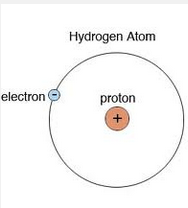 Hydrogen Atom
electron -
proton
+